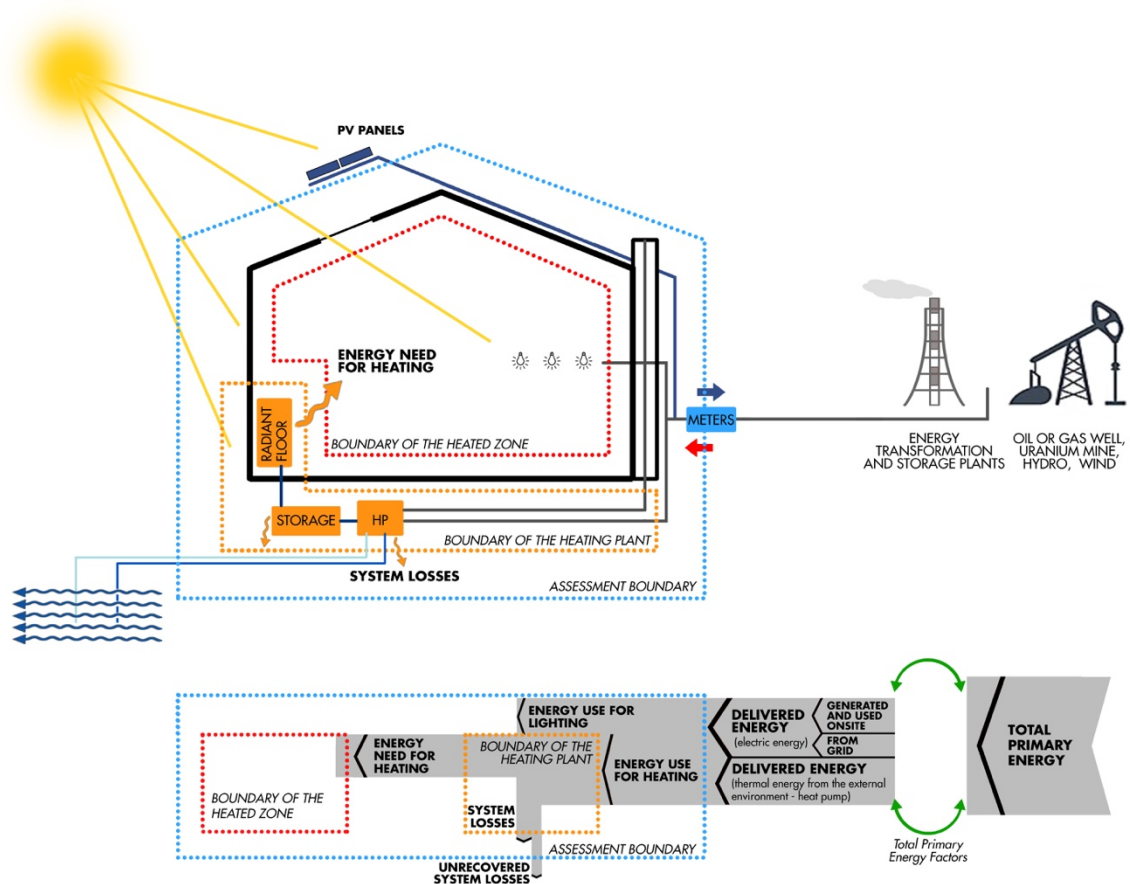 PV PANELS
ENERGY NEED
FOR HEATING
RADIANT
FLOOR
BOUNDARY OF THE HEATED ZONE
METERS
ENERGY
TRANSFORMATION
AND STORAGE PLANTS
OIL OR GAS WELL,
URANIUM MINE,
HYDRO, WIND
STORAGE
HP
BOUNDARY OF THE HEATING PLANT
SYSTEM LOSSES
ASSESSMENT BOUNDARY
ENERGY USE FOR
LIGHTING
DELIVERED
ENERGY
(electric energy)
GENERATED
AND USED
ONSITE
FROM
GRID
TOTAL
PRIMARY
ENERGY
ENERGY
NEED FOR
HEATING
BOUNDARY OF THE
HEATING PLANT
ENERGY USE
FOR HEATING
DELIVERED ENERGY
(thermal energy from the external
environment - heat pump)
BOUNDARY OF THE
HEATED ZONE
SYSTEM
LOSSES
ASSESSMENT BOUNDARY
UNRECOVERED
SYSTEM LOSSES
Total Primary
Energy Factors